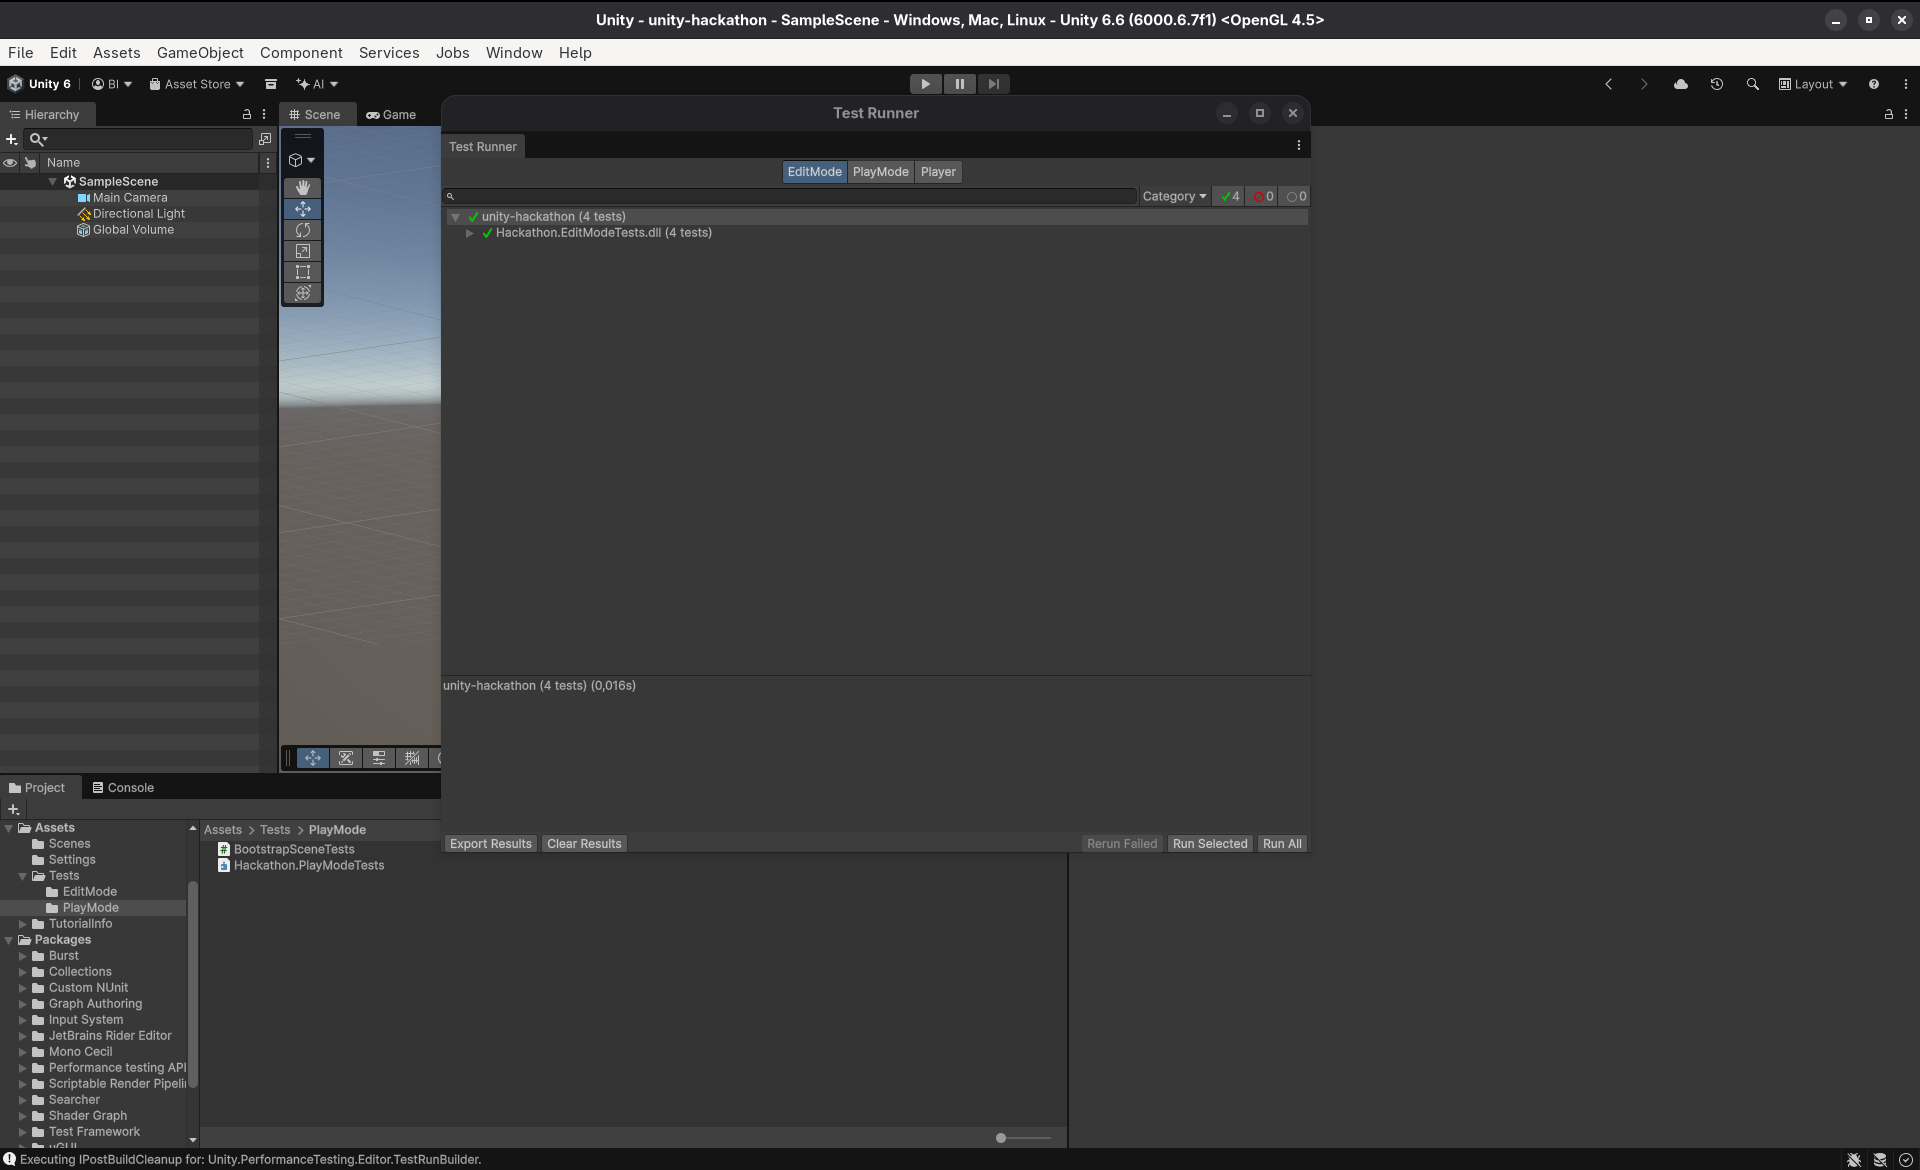 Unity - unity-hackathon - SampleScene - Windows, Mac, Linux - Unity 6.6 (6000.6.7f1) <OpenGL 4.5>
File Edit Assets GameObject Component Services Jobs Window Help
Unity 6 BI Asset Store AI Layout
Hierarchy
Scene Game
Name
SampleScene
Main Camera
Directional Light
Global Volume
Test Runner
Test Runner
EditMode PlayMode Player
Category 4 0 0
unity-hackathon (4 tests)
Hackathon.EditModeTests.dll (4 tests)
unity-hackathon (4 tests) (0,016s)
Export Results Clear Results Rerun Failed Run Selected Run All
Project Console
Assets
Scenes
Settings
Tests
EditMode
PlayMode
TutorialInfo
Packages
Burst
Collections
Custom NUnit
Graph Authoring
Input System
JetBrains Rider Editor
Mono Cecil
Performance testing API
Scriptable Render Pipeli
Searcher
Shader Graph
Test Framework
Assets > Tests > PlayMode
BootstrapSceneTests
Hackathon.PlayModeTests
Executing IPostBuildCleanup for: Unity.PerformanceTesting.Editor.TestRunBuilder.